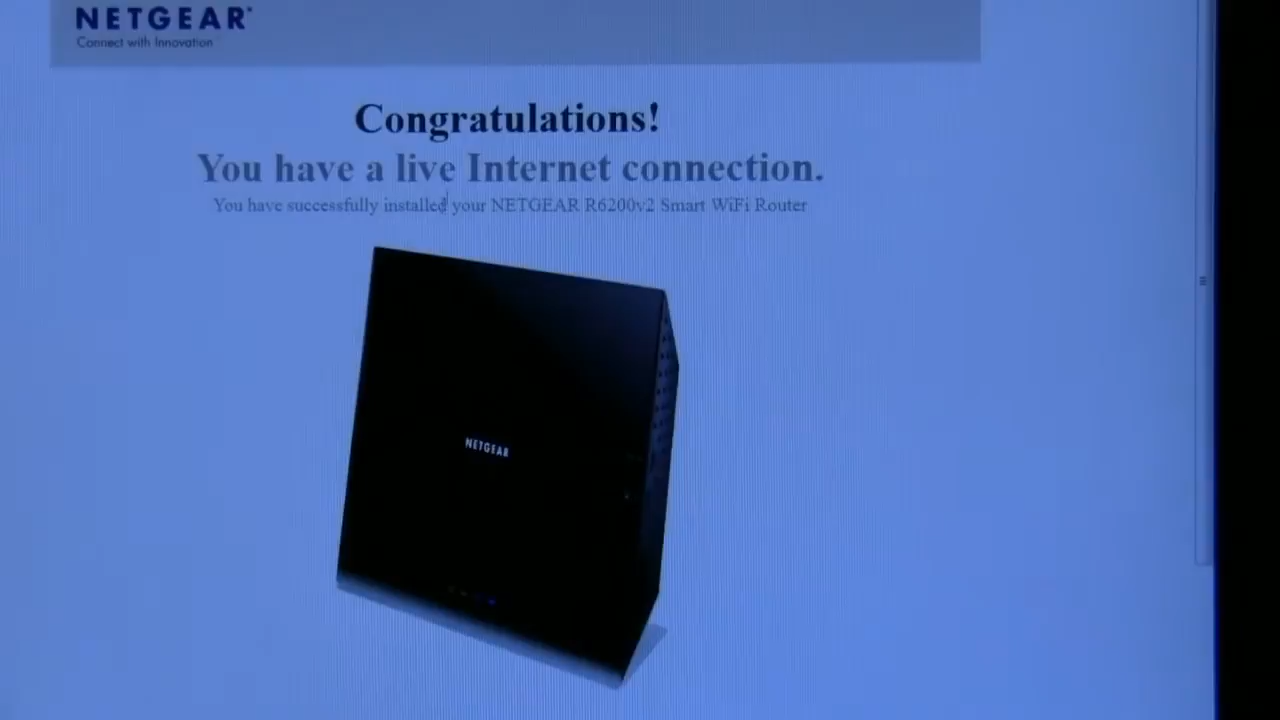 NETGEAR
Connect with Innovation
Congratulations!
You have a live Internet connection.
You have successfully installed your NETGEAR R6200v2 Smart WiFi Router
NETGEAR